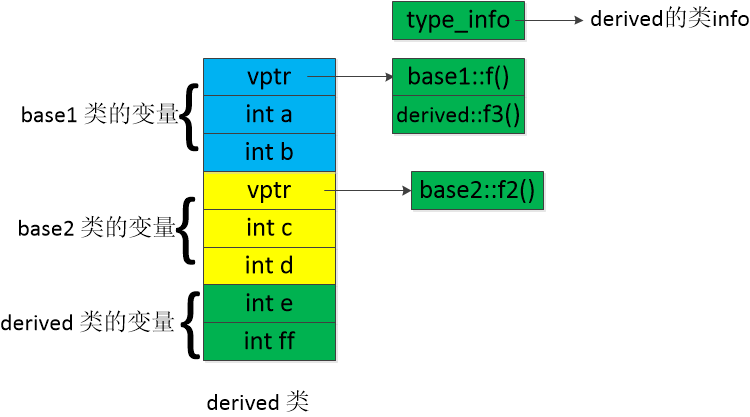 type_info
derived的类info
vptr
base1::f()
base1 类的变量
int a
derived::f3()
int b
vptr
base2::f2()
base2 类的变量
int c
int d
derived 类的变量
int e
int ff
derived 类